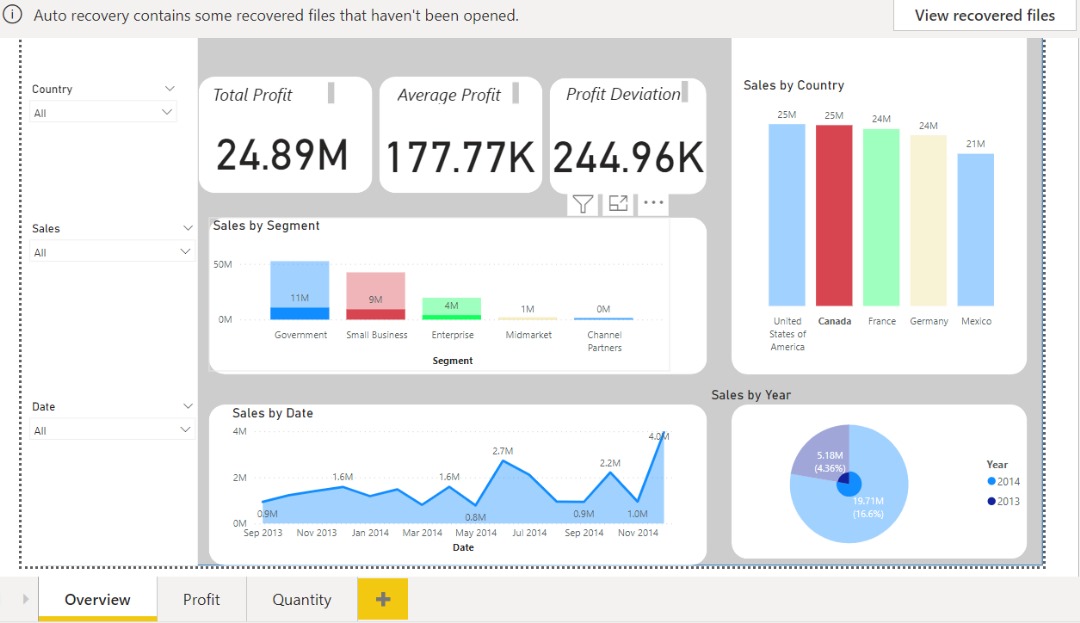 Auto recovery contains some recovered files that haven't been opened.
View recovered files
Country
All
Sales
All
Date
All
Total Profit
24.89M
Average Profit
177.77K
Profit Deviation
244.96K
Sales by Segment
50M
0M
11M
9M
4M
1M
0M
Government
Small Business
Enterprise
Midmarket
Channel
Partners
Segment
Sales by Date
4M
2M
0M
0.9M
1.6M
1.6M
0.8M
2.7M
0.9M
2.2M
1.0M
4.0M
Sep 2013
Nov 2013
Jan 2014
Mar 2014
May 2014
Jul 2014
Sep 2014
Nov 2014
Date
Sales by Country
25M
25M
24M
24M
21M
United
States of
America
Canada
France
Germany
Mexico
Sales by Year
5.18M
(4.36%)
19.71M
(16.6%)
Year
2014
2013
Overview
Profit
Quantity